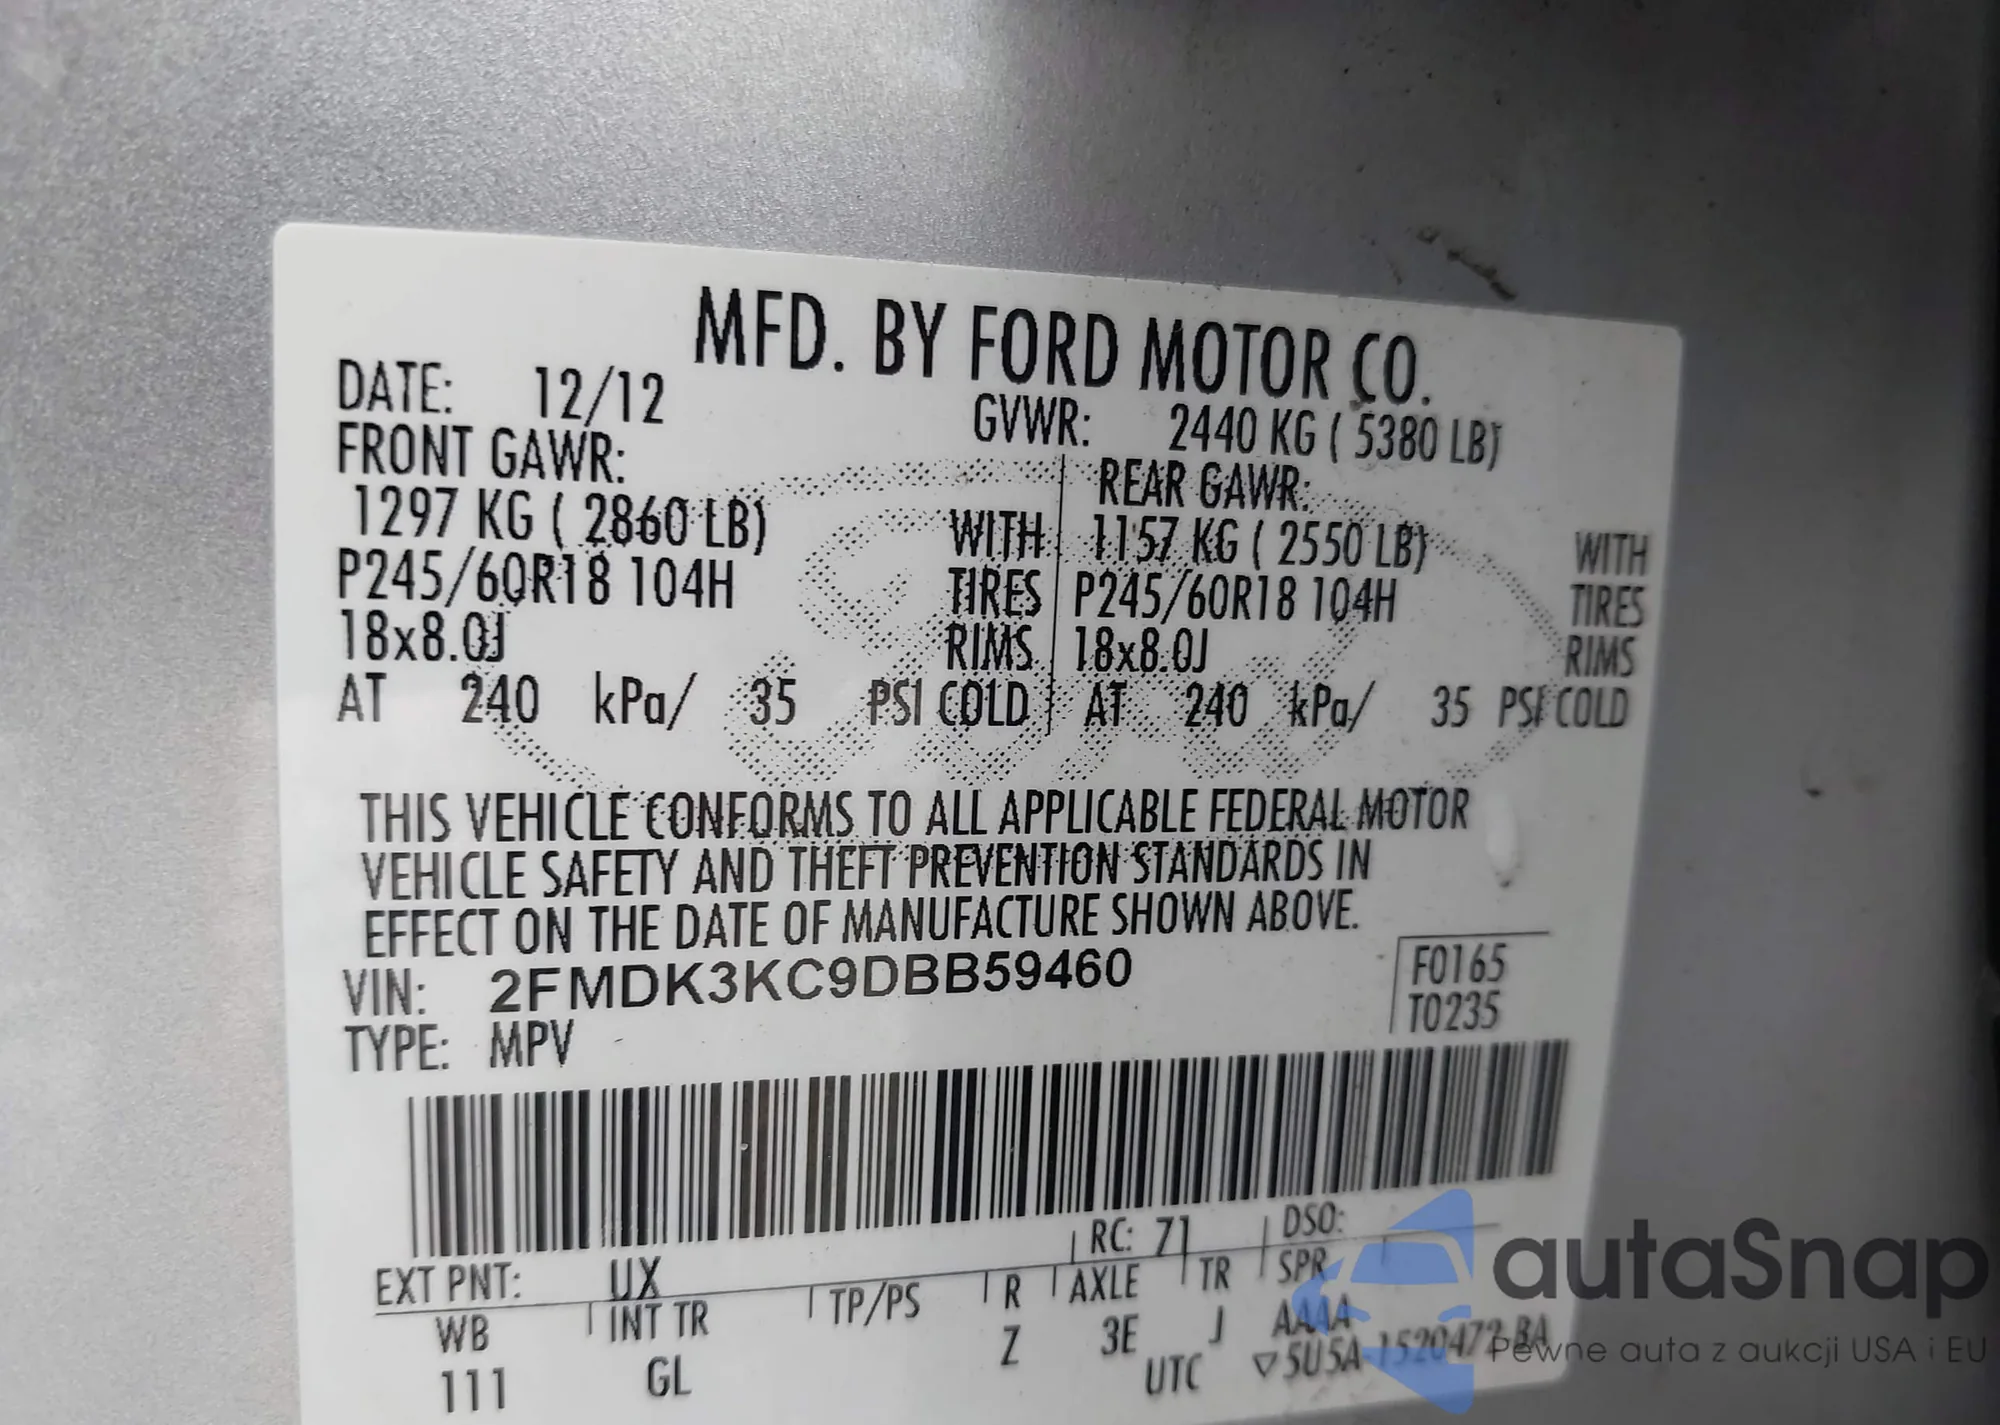 MFD. BY FORD MOTOR CO.
DATE: 12/12
GVWR: 2440 KG ( 5380 LB)
FRONT GAWR:
1297 KG ( 2860 LB) WITH
P245/60R18 104H TIRES
18x8.0J RIMS
AT 240 kPa/ 35 PSI COLD
REAR GAWR:
1157 KG ( 2550 LB) WITH
P245/60R18 104H TIRES
18x8.0J RIMS
AT 240 kPa/ 35 PSI COLD
THIS VEHICLE CONFORMS TO ALL APPLICABLE FEDERAL MOTOR
VEHICLE SAFETY AND THEFT PREVENTION STANDARDS IN
EFFECT ON THE DATE OF MANUFACTURE SHOWN ABOVE.
VIN: 2FMDK3KC9DBB59460
TYPE: MPV
F0165
T0235
EXT PNT: UX RC: 71 DSO:
WB INT TR TP/PS R AXLE TR SPR
111 GL Z 3E J AAAA
UTC ▽5U5A-1520472-BA
autaSnap
Pewne auta z aukcji USA i EU